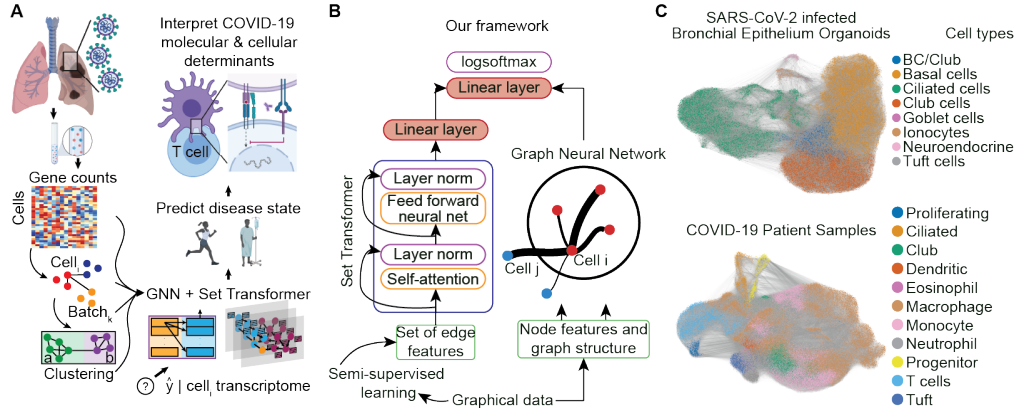 A
Interpret COVID-19
molecular & cellular
determinants
T cell
Gene counts
Cells
Predict disease state
Cell i
Batch k
GNN + Set Transformer
a
b
Clustering
? ŷ | cell i transcriptome
B
Our framework
logsoftmax
Linear layer
Linear layer
Set Transformer
Layer norm
Feed forward
neural net
Layer norm
Self-attention
Set of edge
features
Semi-supervised
learning
Graphical data
Graph Neural Network
Cell j
Cell i
Node features and
graph structure
C
SARS-CoV-2 infected
Bronchial Epithelium Organoids
Cell types
BC/Club
Basal cells
Ciliated cells
Club cells
Goblet cells
Ionocytes
Neuroendocrine
Tuft cells
COVID-19 Patient Samples
Proliferating
Ciliated
Club
Dendritic
Eosinophil
Macrophage
Monocyte
Neutrophil
Progenitor
T cells
Tuft